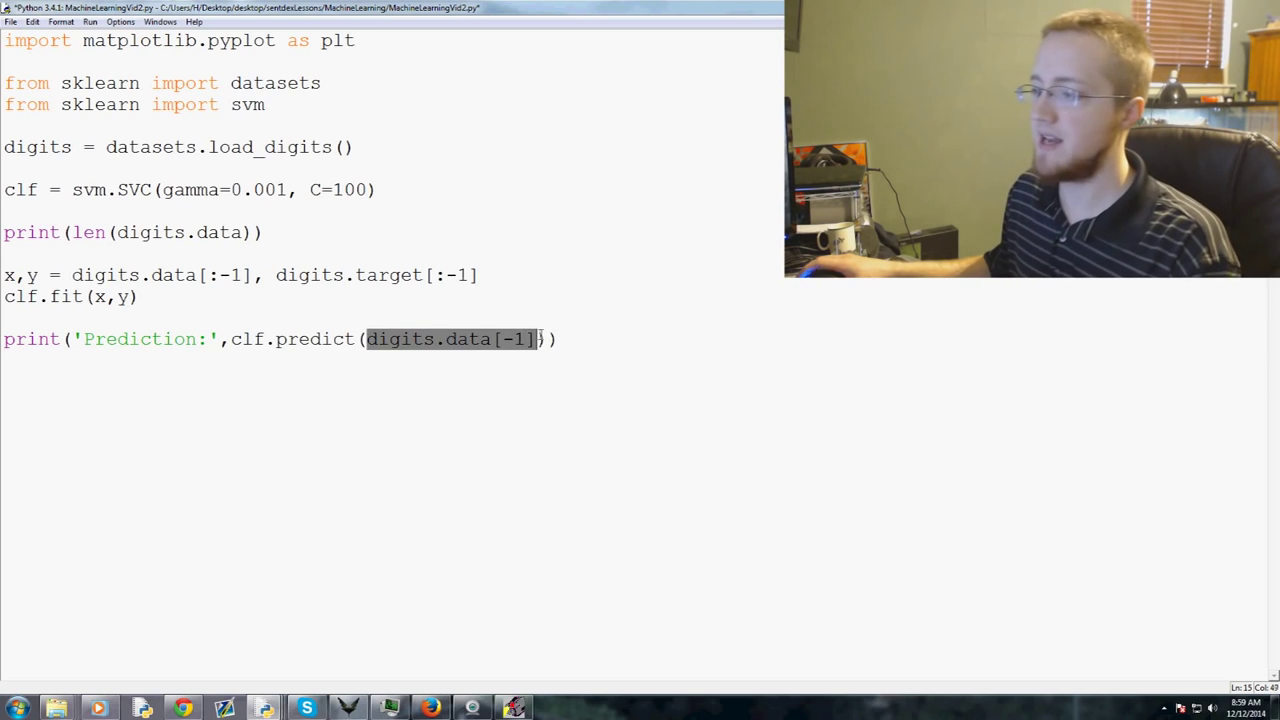 *Python 3.4.1: MachineLearningVid2.py - C:/Users/H/Desktop/desktop/sentdexLessons/MachineLearning/MachineLearningVid2.py*
File Edit Format Run Options Windows Help
import matplotlib.pyplot as plt
from sklearn import datasets
from sklearn import svm
digits = datasets.load_digits()
clf = svm.SVC(gamma=0.001, C=100)
print(len(digits.data))
x,y = digits.data[:-1], digits.target[:-1]
clf.fit(x,y)
print('Prediction:',clf.predict(digits.data[-1]))
Ln: 15 Col: 47
8:59 AM
12/12/2014